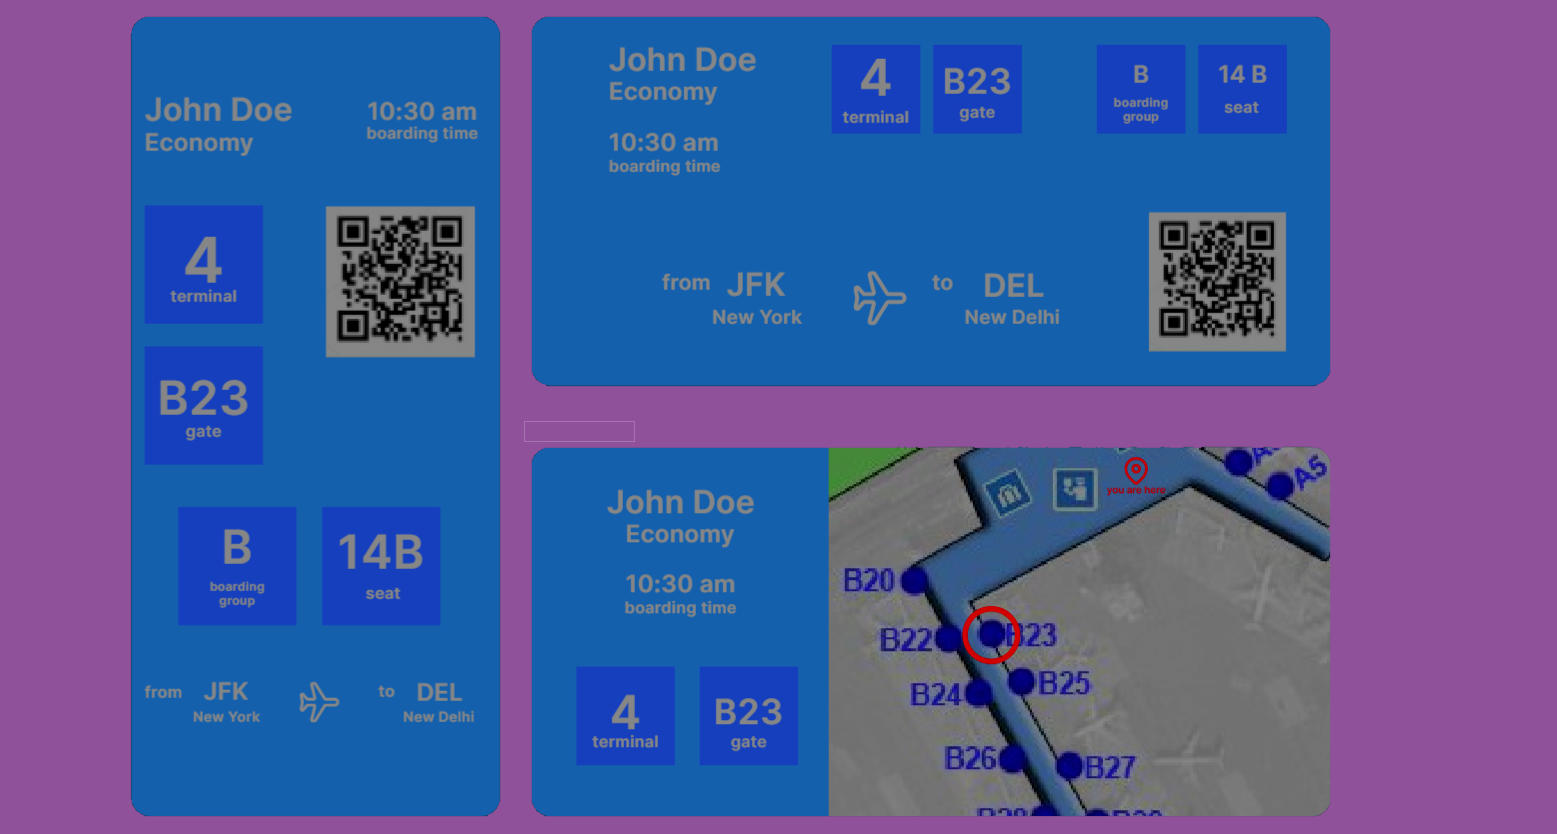 John Doe
Economy
10:30 am
boarding time
4
terminal
B23
gate
B
boarding
group
14B
seat
from JFK
New York
to DEL
New Delhi
John Doe
Economy
10:30 am
boarding time
4
terminal
B23
gate
B
boarding
group
14 B
seat
from JFK
New York
to DEL
New Delhi
John Doe
Economy
10:30 am
boarding time
4
terminal
B23
gate
you are here
A5
B20
B22
B23
B24
B25
B26
B27